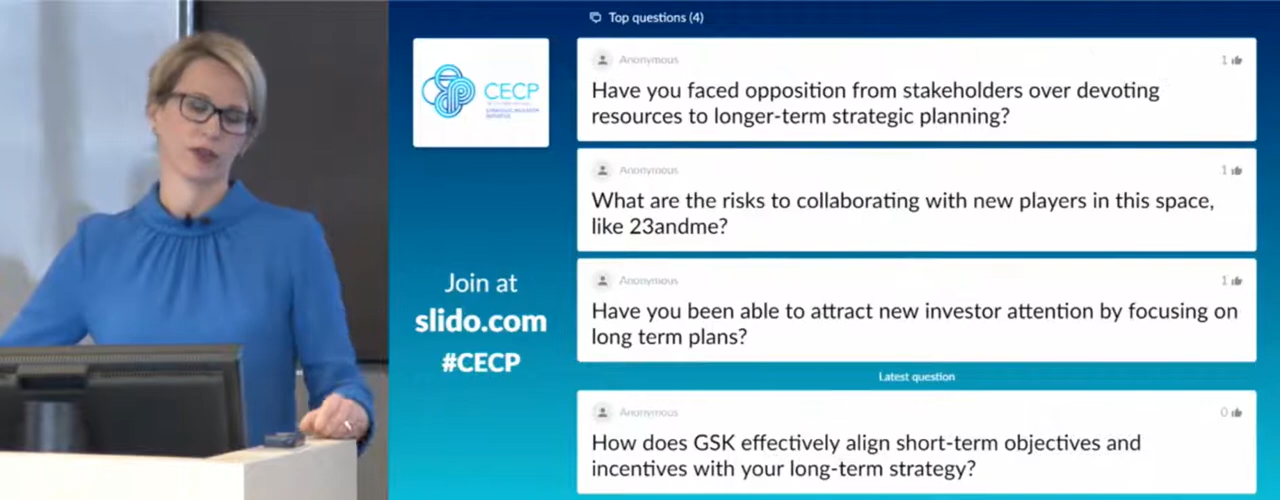 Top questions (4)
CECP
STRATEGIC INVESTOR
INITIATIVE
Join at
slido.com
#CECP
Anonymous
1
Have you faced opposition from stakeholders over devoting
resources to longer-term strategic planning?
Anonymous
1
What are the risks to collaborating with new players in this space,
like 23andme?
Anonymous
1
Have you been able to attract new investor attention by focusing on
long term plans?
Latest question
Anonymous
0
How does GSK effectively align short-term objectives and
incentives with your long-term strategy?